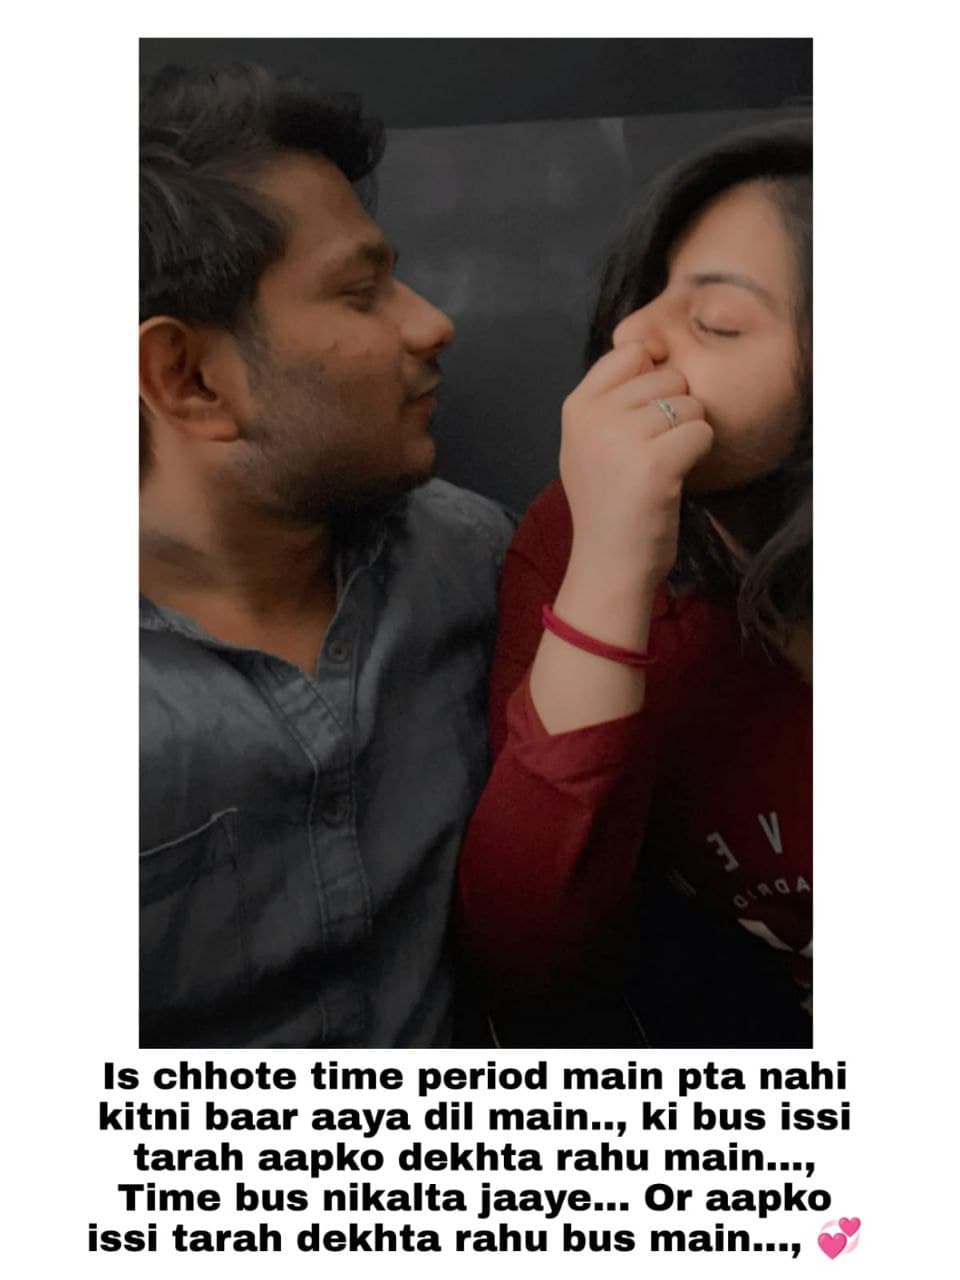 V E
ADRID
Is chhote time period main pta nahi
kitni baar aaya dil main.., ki bus issi
tarah aapko dekhta rahu main...,
Time bus nikalta jaaye... Or aapko
issi tarah dekhta rahu bus main..., 💞